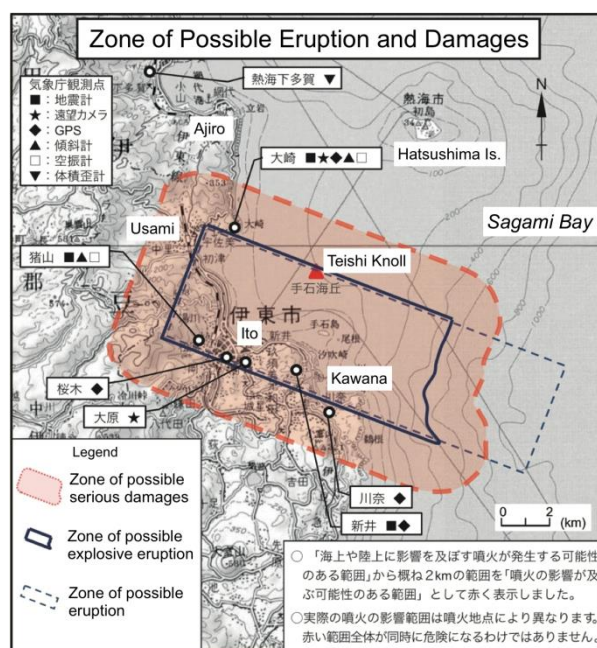 Zone of Possible Eruption and Damages
気象庁観測点
■：地震計
★：遠望カメラ
◆：GPS
▲：傾斜計
□：空振計
▼：体積歪計
熱海下多賀 ▼
N
Ajiro
熱海市
初島
Hatsushima Is.
大崎 ■★◆▲□
Usami
Sagami Bay
猪山 ■▲□
Teishi Knoll
手石海丘
伊東市
手石島
Ito
新井
汐吹崎
Kawana
桜木 ◆
大原 ★
川奈 ◆
新井 ■◆
Legend
Zone of possible
serious damages
Zone of possible
explosive eruption
Zone of possible
eruption
0 2
(km)
○ 「海上や陸上に影響を及ぼす噴火が発生する可能性
のある範囲」から概ね２kmの範囲を「噴火の影響が及
ぶ可能性のある範囲」として赤く表示しました。
○実際の噴火の影響範囲は噴火地点により異なります。
赤い範囲全体が同時に危険になるわけではありません。